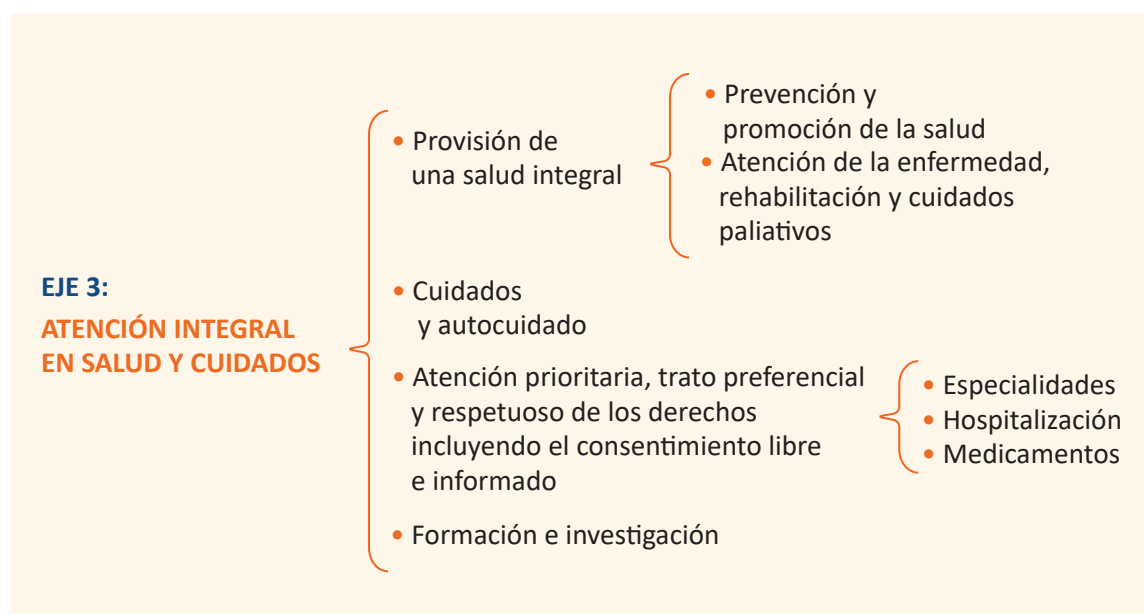 EJE 3:
ATENCIÓN INTEGRAL
EN SALUD Y CUIDADOS
• Provisión de
una salud integral
• Prevención y
promoción de la salud
• Atención de la enfermedad,
rehabilitación y cuidados
paliativos
• Cuidados
y autocuidado
• Atención prioritaria, trato preferencial
y respetuoso de los derechos
incluyendo el consentimiento libre
e informado
• Especialidades
• Hospitalización
• Medicamentos
• Formación e investigación